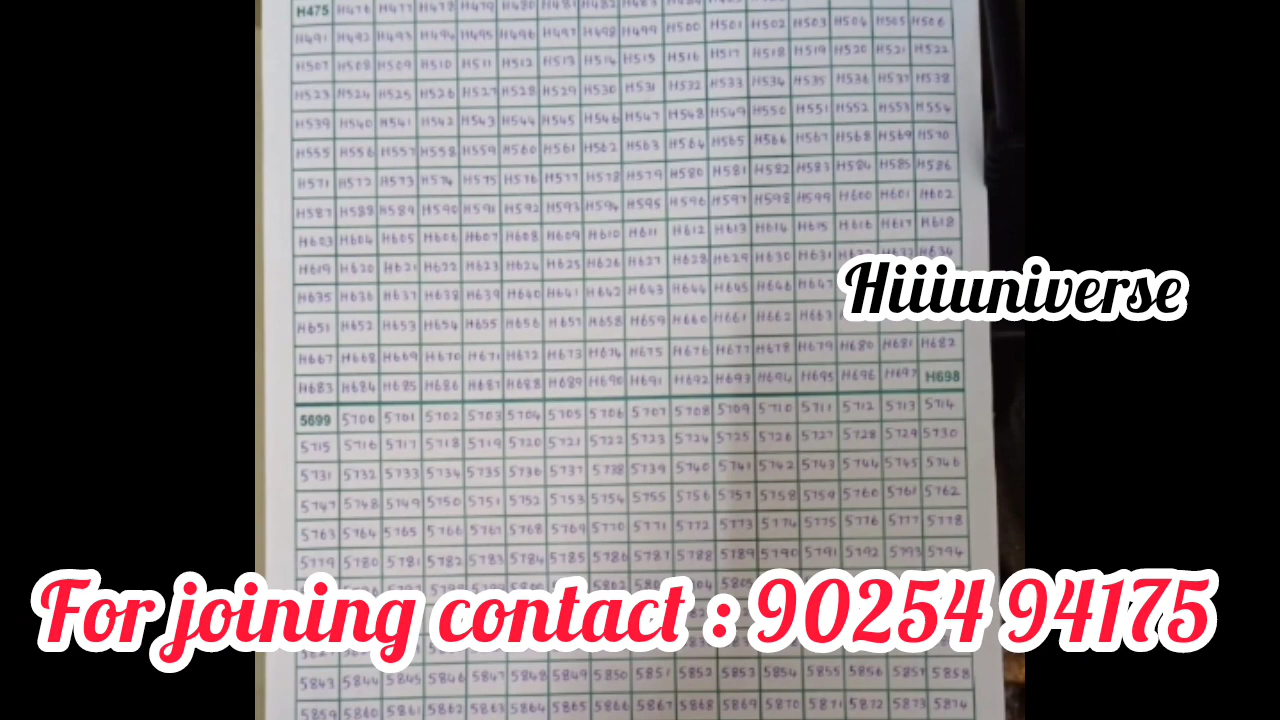 H475 H476 H477 H478 H479 H480 H481 H482
H491 H492 H493 H494 H495 H496 H497 H498 H499 H500 H501 H502 H503 H504 H505 H506
H507 H508 H509 H510 H511 H512 H513 H514 H515 H516 H517 H518 H519 H520 H521 H522
H523 H524 H525 H526 H527 H528 H529 H530 H531 H532 H533 H534 H535 H536 H537 H538
H539 H540 H541 H542 H543 H544 H545 H546 H547 H548 H549 H550 H551 H552 H553 H554
H555 H556 H557 H558 H559 H560 H561 H562 H563 H564 H565 H566 H567 H568 H569 H570
H571 H572 H573 H574 H575 H576 H577 H578 H579 H580 H581 H582 H583 H584 H585 H586
H587 H588 H589 H590 H591 H592 H593 H594 H595 H596 H597 H598 H599 H600 H601 H602
H603 H604 H605 H606 H607 H608 H609 H610 H611 H612 H613 H614 H615 H616 H617 H618
H619 H620 H621 H622 H623 H624 H625 H626 H627 H628 H629 H630 H631 H634
Hiiiuniverse
H635 H636 H637 H638 H639 H640 H641 H642 H643 H644 H645 H646 H647
H651 H652 H653 H654 H655 H656 H657 H658 H659 H660 H661 H662 H663
H667 H668 H669 H670 H671 H672 H673 H674 H675 H676 H677 H678 H679 H680 H681 H682
H683 H684 H685 H686 H687 H688 H689 H690 H691 H692 H693 H694 H695 H696 H697 H698
5699 5700 5701 5702 5703 5704 5705 5706 5707 5708 5709 5710 5711 5712 5713 5714
5715 5716 5717 5718 5719 5720 5721 5722 5723 5724 5725 5726 5727 5728 5729 5730
5731 5732 5733 5734 5735 5736 5737 5738 5739 5740 5741 5742 5743 5744 5745 5746
5747 5748 5749 5750 5751 5752 5753 5754 5755 5756 5757 5758 5759 5760 5761 5762
5763 5764 5765 5766 5767 5768 5769 5770 5771 5772 5773 5774 5775 5776 5777 5778
5779 5780 5781 5782 5783 5784 5785 5786 5787 5788 5789 5790 5791 5792 5793 5794
For joining contact : 90254 94175
5843 5844 5845 5846 5847 5848 5849 5850 5851 5852 5853 5854 5855 5856 5857 5858
5859 5860 5861 5862 5863 5864 5865 5866 5867 5868 5869 5870 5871 5872 5873 5874